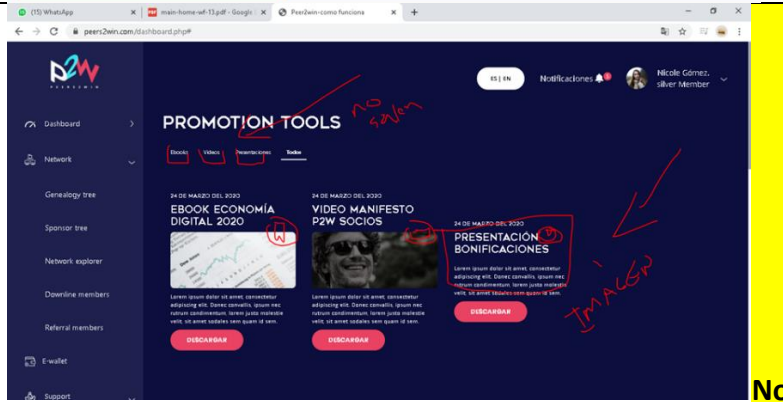 (15) WhatsApp
main-home-wf-13.pdf - Google
Peer2win-como funciona
peers2win.com/dashboard.php#
p2W
PEERS2WIN
ES | EN
Notificaciones
Nicole Gómez.
silver Member
Dashboard
PROMOTION TOOLS
no salen
Ebooks Videos Presentaciones Todos
Network
Genealogy tree
Sponsor tree
Network explorer
Downline members
Referral members
E-wallet
Support
24 DE MARZO DEL 2020
EBOOK ECONOMÍA
DIGITAL 2020
Lorem ipsum dolor sit amet, consectetur
adipiscing elit. Donec convallis, ipsum nec
rutrum condimentum, lorem justo molestie
velit, sit amet sodales sem quam id sem.
DESCARGAR
24 DE MARZO DEL 2020
VIDEO MANIFESTO
P2W SOCIOS
Lorem ipsum dolor sit amet, consectetur
adipiscing elit. Donec convallis, ipsum nec
rutrum condimentum, lorem justo molestie
velit, sit amet sodales sem quam id sem.
DESCARGAR
24 DE MARZO DEL 2020
PRESENTACIÓN
BONIFICACIONES
Lorem ipsum dolor sit amet, consectetur
adipiscing elit. Donec convallis, ipsum nec
rutrum condimentum, lorem justo molestie
velit, sit amet sodales sem quam id sem.
DESCARGAR
IMAGEN
No